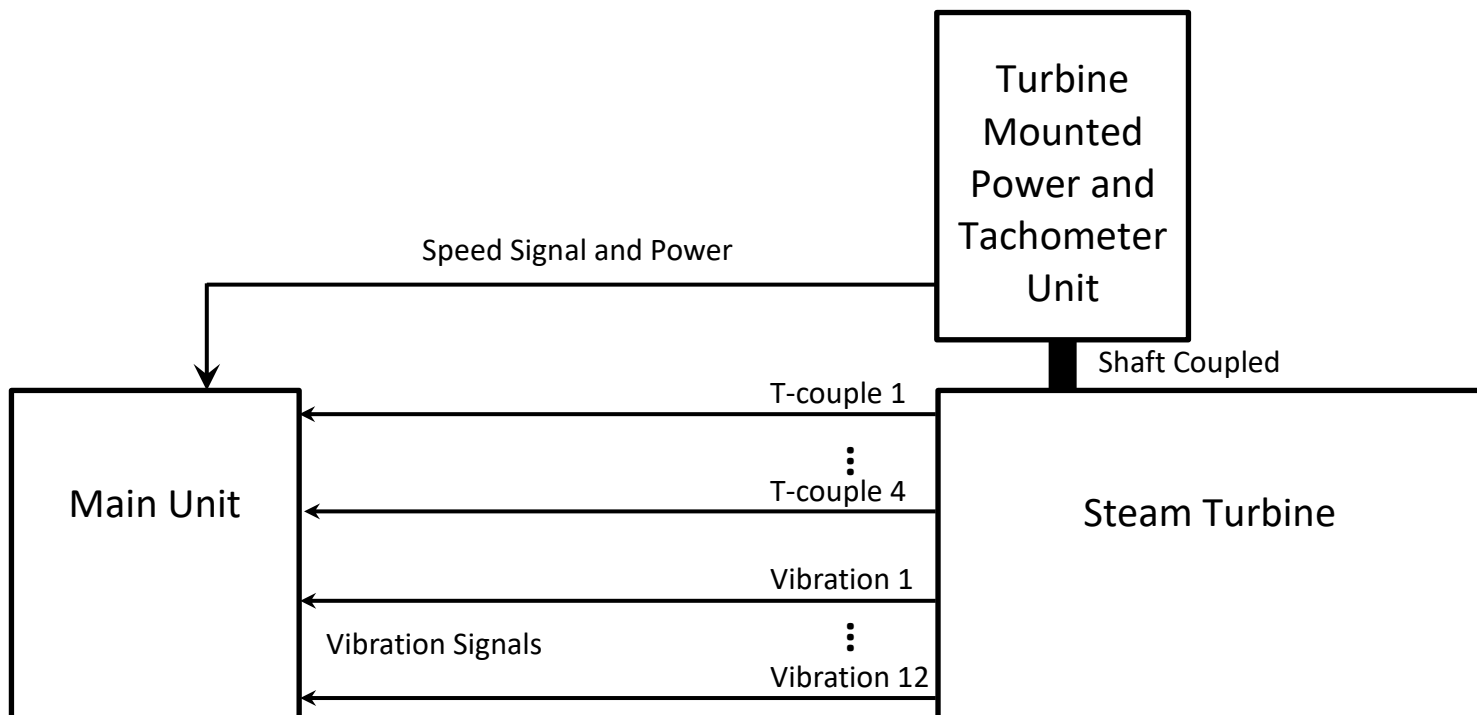 Turbine
Mounted
Power and
Tachometer
Unit
Speed Signal and Power
Shaft Coupled
T-couple 1
T-couple 4
Main Unit
Steam Turbine
Vibration 1
Vibration Signals
Vibration 12